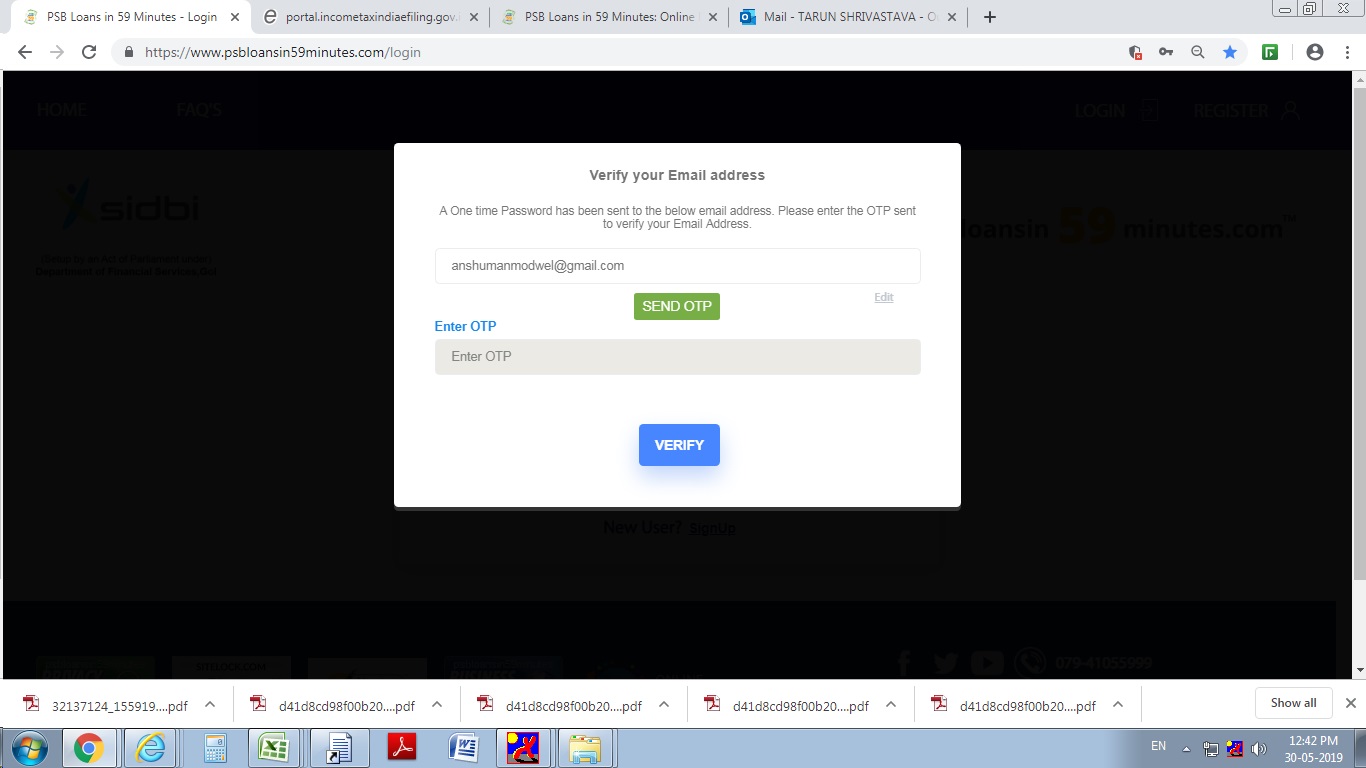 PSB Loans in 59 Minutes - Login
portal.incometaxindiaefiling.gov.
PSB Loans in 59 Minutes: Online
Mail - TARUN SHRIVASTAVA - O
https://www.psbloansin59minutes.com/login
HOME
FAQ'S
LOGIN
REGISTER
sidbi
Department of Financial Services,GoI
loansin 59 minutes.com™
Verify your Email address
A One time Password has been sent to the below email address. Please enter the OTP sent
to verify your Email Address.
anshumanmodwel@gmail.com
Edit
SEND OTP
Enter OTP
Enter OTP
VERIFY
New User? SignUp
SITELOCK.COM
PRIVACY
BUSINESS
079-41055999
32137124_155919....pdf
d41d8cd98f00b20....pdf
d41d8cd98f00b20....pdf
d41d8cd98f00b20....pdf
d41d8cd98f00b20....pdf
Show all
EN
12:42 PM
30-05-2019